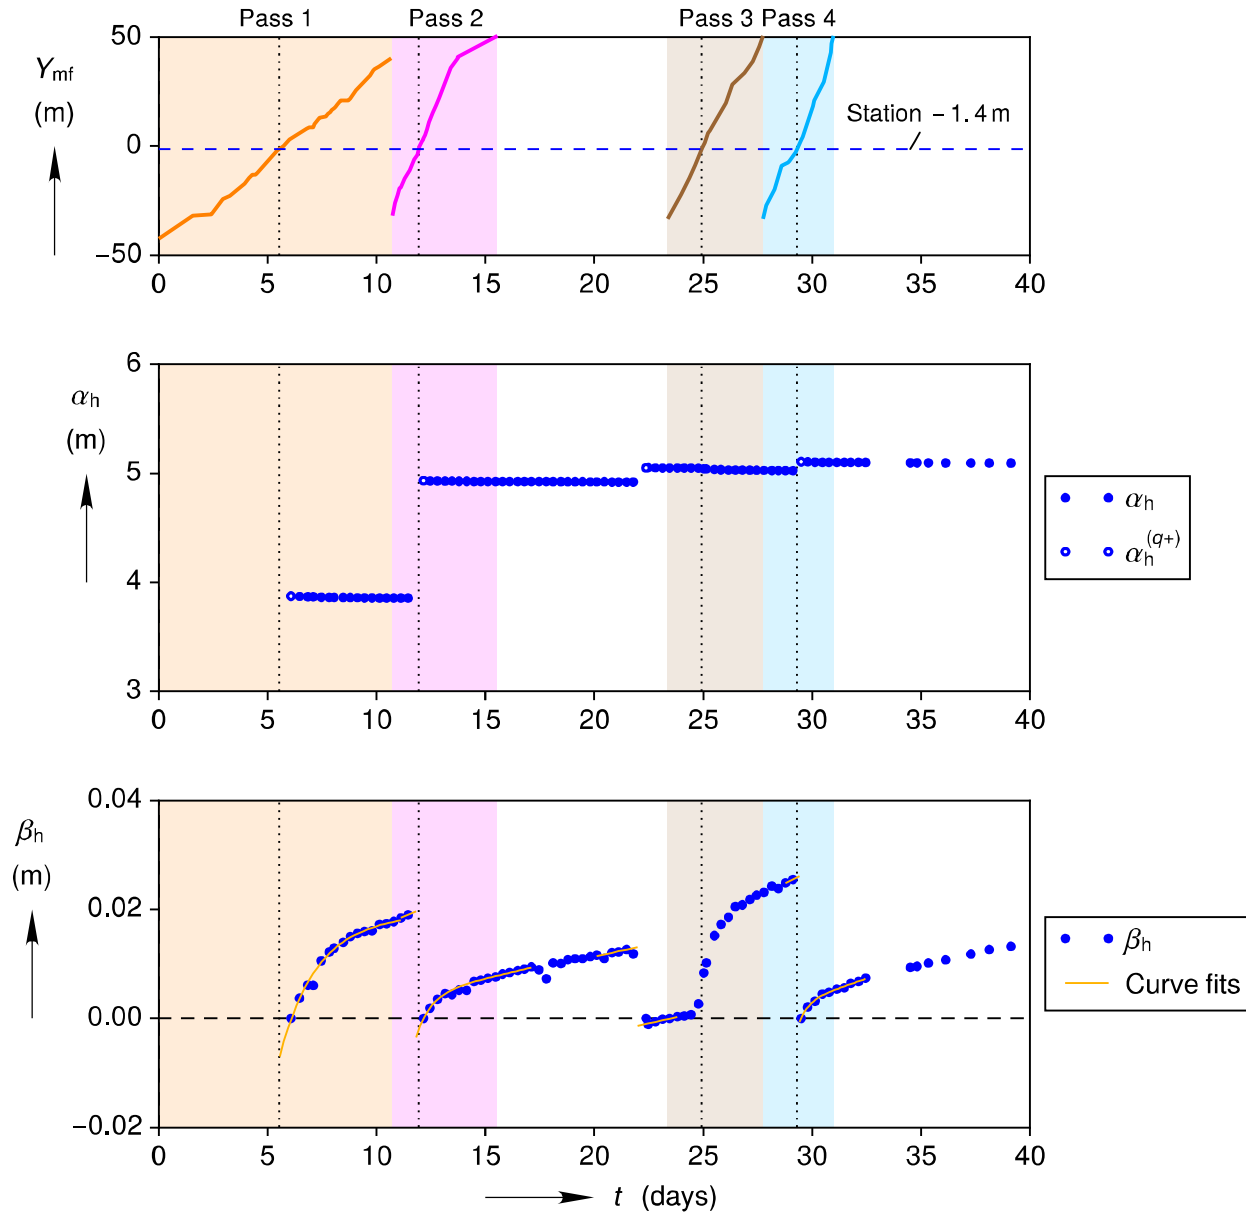 Pass 1 Pass 2 Pass 3 Pass 4
Y_mf
(m)
50
0
−50
Station −1.4 m
0 5 10 15 20 25 30 35 40
α_h
(m)
6
5
4
3
0 5 10 15 20 25 30 35 40
α_h
α_h^(q+)
β_h
(m)
0.04
0.02
0.00
−0.02
0 5 10 15 20 25 30 35 40
β_h
Curve fits
t (days)